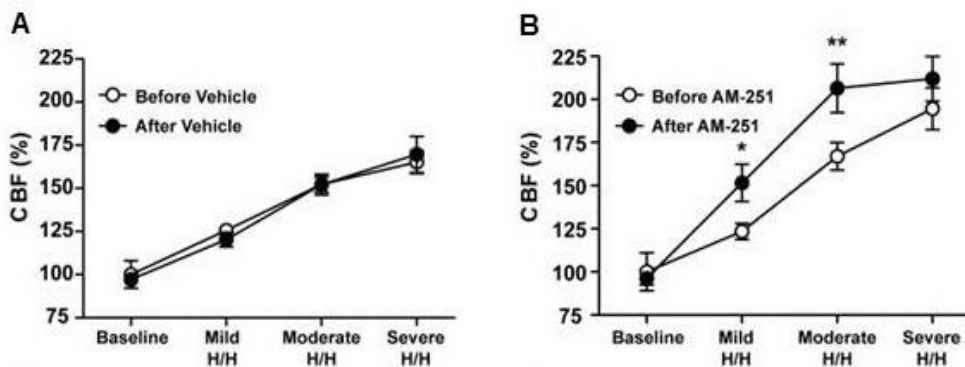 A
CBF (%)
225
200
175
150
125
100
75
Before Vehicle
After Vehicle
Baseline
Mild
H/H
Moderate
H/H
Severe
H/H
B
CBF (%)
225
200
175
150
125
100
75
Before AM-251
After AM-251
*
**
Baseline
Mild
H/H
Moderate
H/H
Severe
H/H